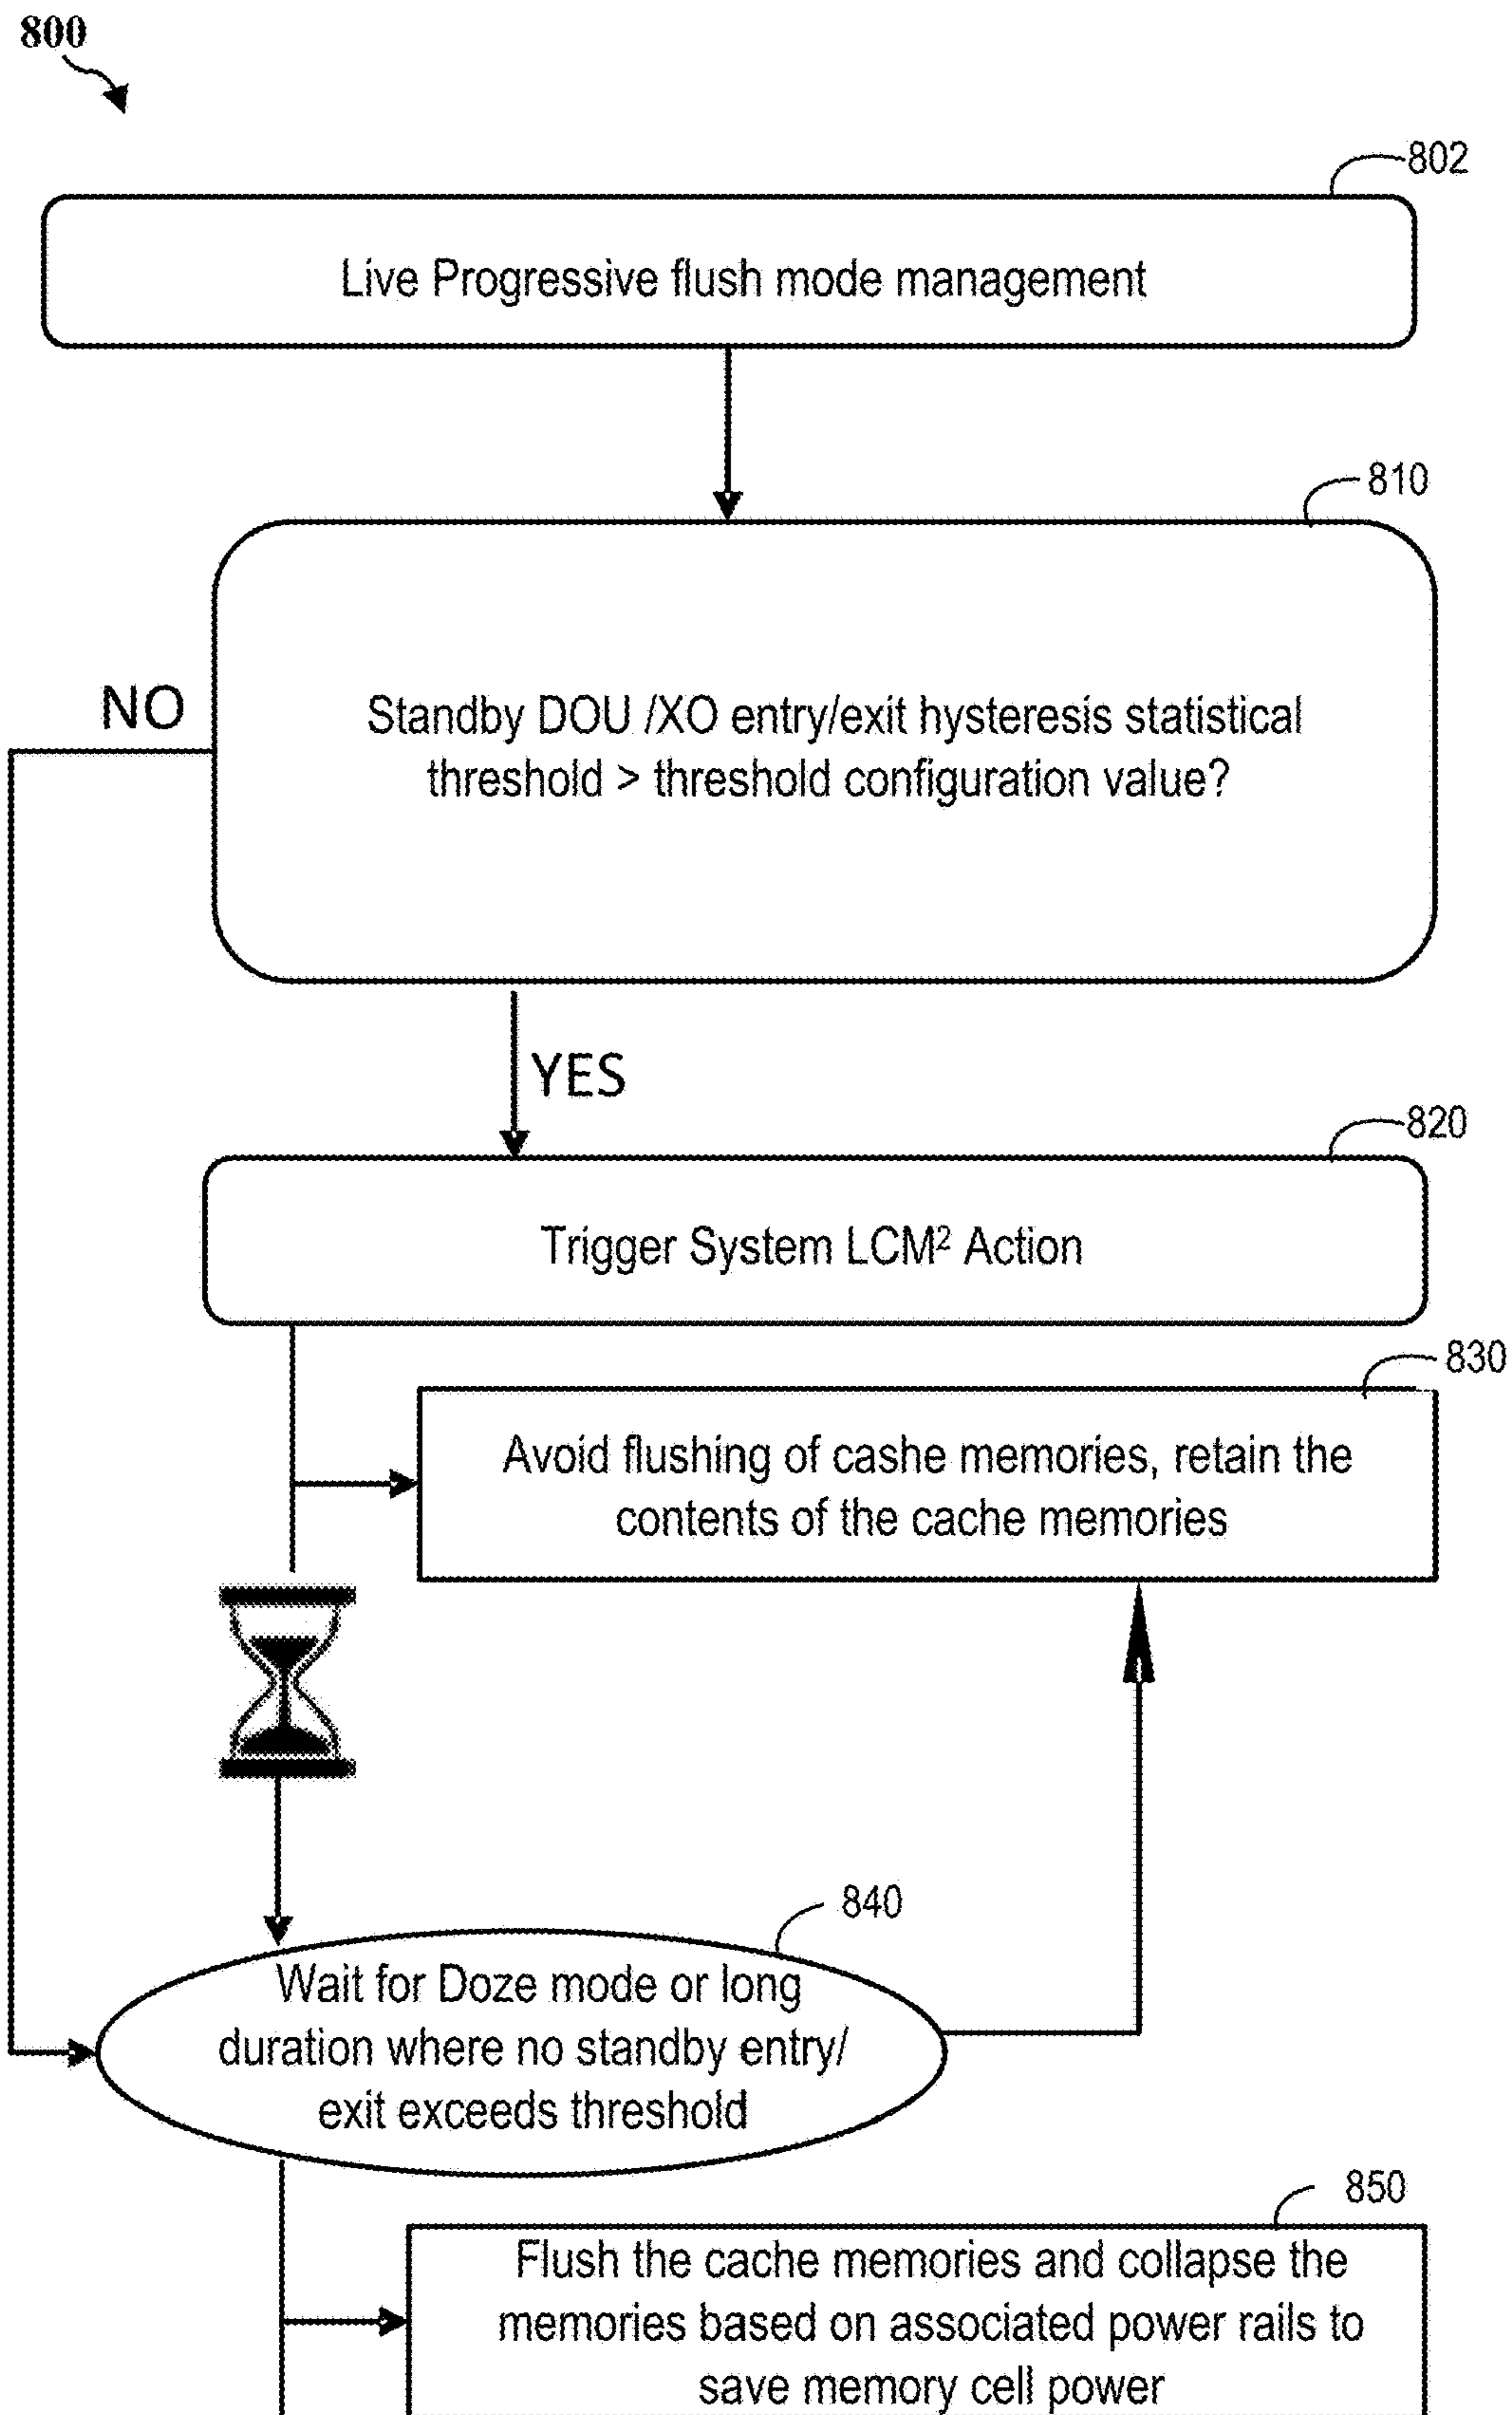 800
802
Live Progressive flush mode management
810
NO
Standby DOU /XO entry/exit hysteresis statistical
threshold > threshold configuration value?
YES
820
Trigger System LCM² Action
830
Avoid flushing of cashe memories, retain the
contents of the cache memories
840
Wait for Doze mode or long
duration where no standby entry/
exit exceeds threshold
850
Flush the cache memories and collapse the
memories based on associated power rails to
save memory cell power